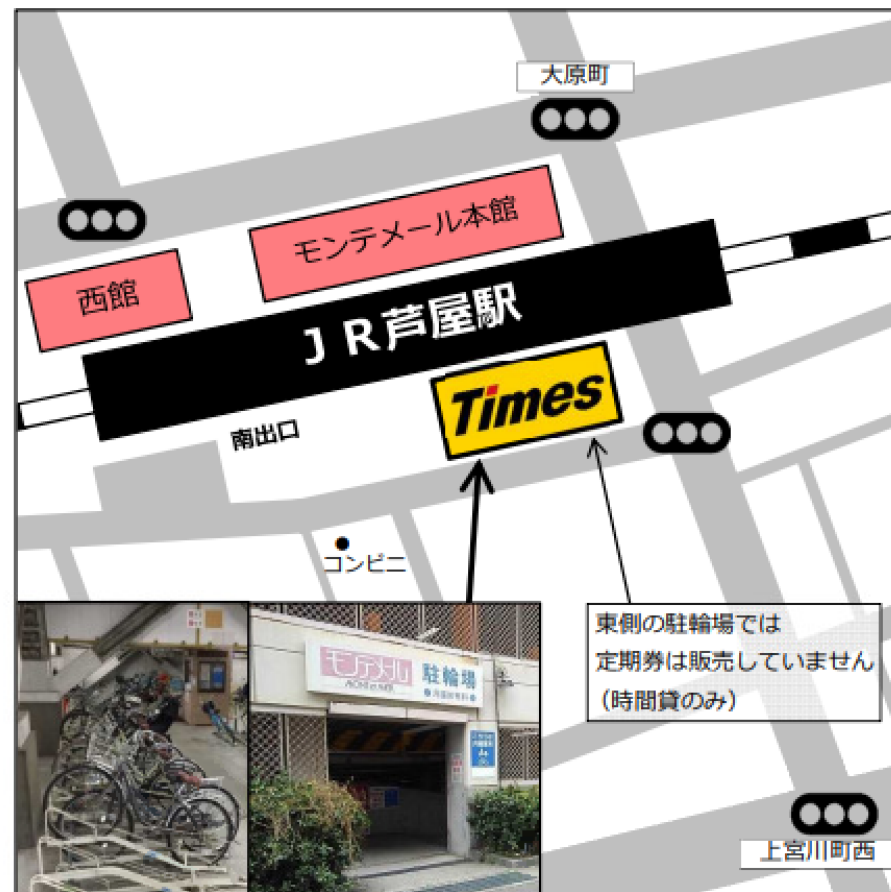 大原町
モンテメール本館
西館
JR芦屋駅
Times
南出口
コンビニ
モンテメール
駐輪場
東側の駐輪場では
定期券は販売していません
（時間貸のみ）
上宮川町西